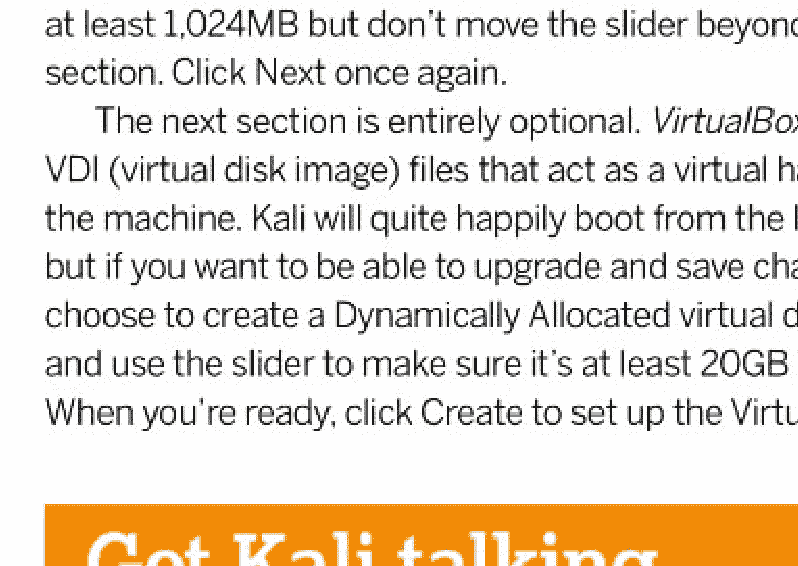 at least 1,024MB but don't move the slider beyond
section. Click Next once again.
The next section is entirely optional. VirtualBox
VDI (virtual disk image) files that act as a virtual
the machine. Kali will quite happily boot from the
but if you want to be able to upgrade and save
choose to create a Dynamically Allocated virtual
and use the slider to make sure it's at least 20GB
When you're ready, click Create to set up the
Get Kali talking